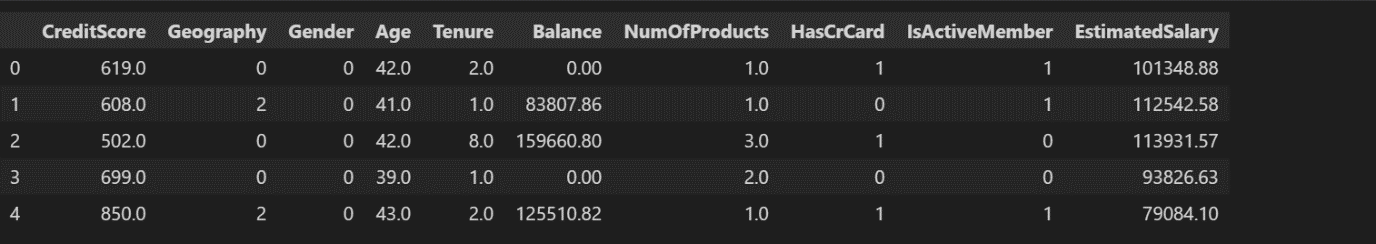 CreditScore Geography Gender Age Tenure Balance NumOfProducts HasCrCard IsActiveMember EstimatedSalary
0 619.0 0 0 42.0 2.0 0.00 1.0 1 1 101348.88
1 608.0 2 0 41.0 1.0 83807.86 1.0 0 1 112542.58
2 502.0 0 0 42.0 8.0 159660.80 3.0 1 0 113931.57
3 699.0 0 0 39.0 1.0 0.00 2.0 0 0 93826.63
4 850.0 2 0 43.0 2.0 125510.82 1.0 1 1 79084.10